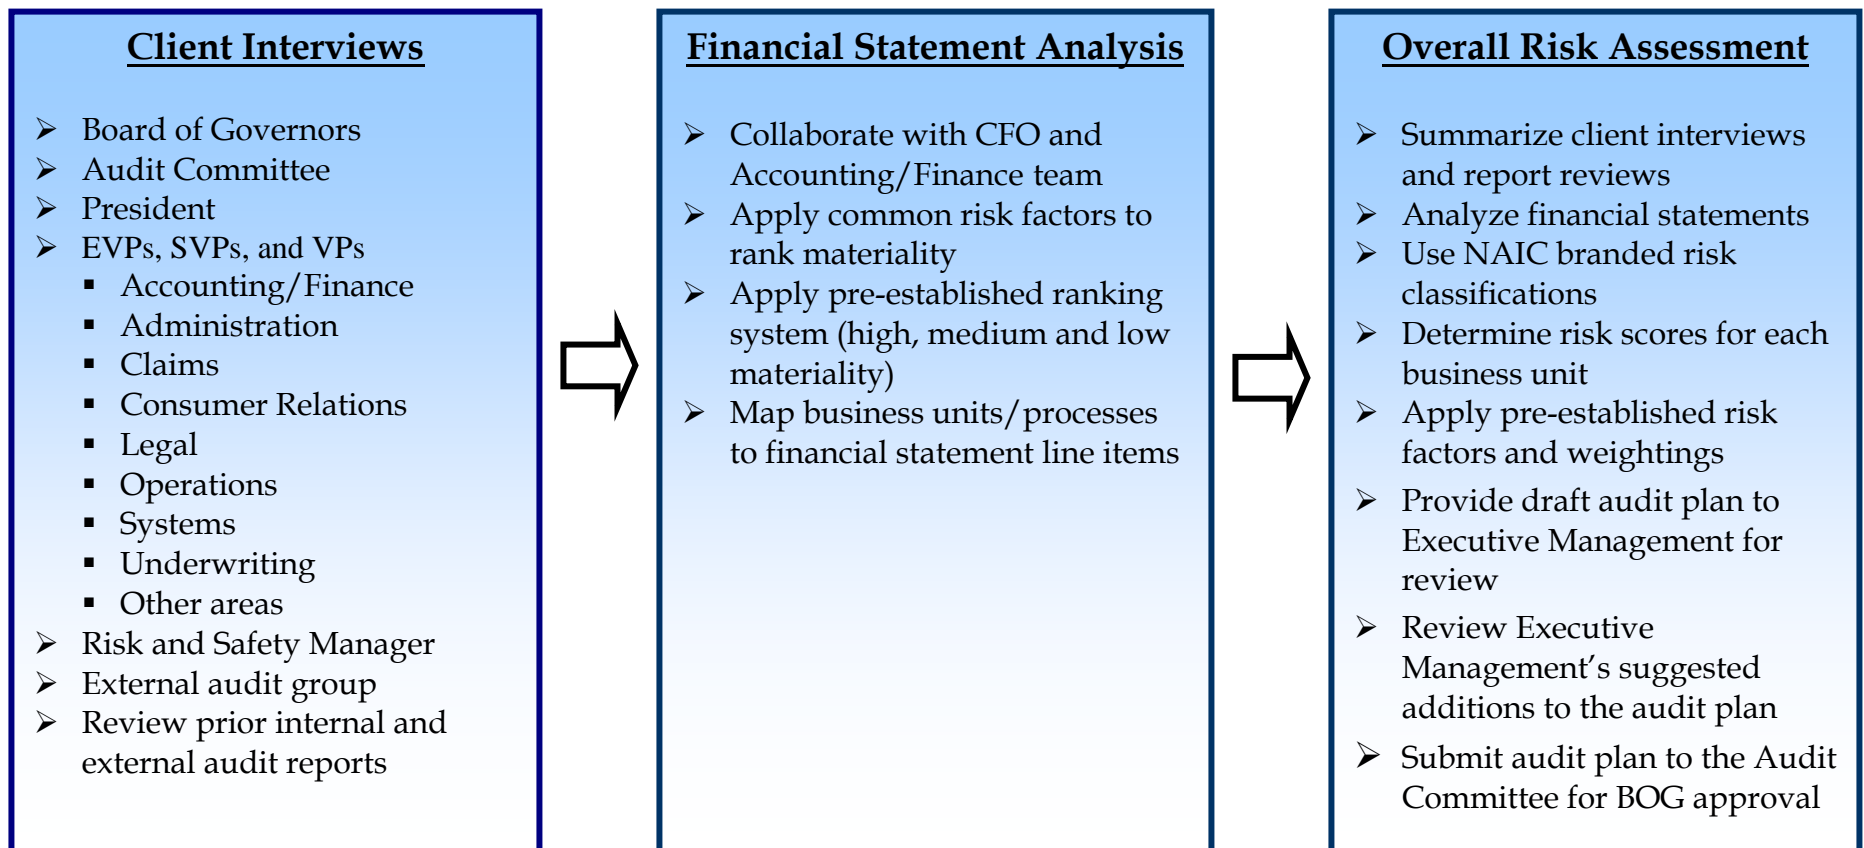 Client Interviews
➢ Board of Governors
➢ Audit Committee
➢ President
➢ EVPs, SVPs, and VPs
▪ Accounting/Finance
▪ Administration
▪ Claims
▪ Consumer Relations
▪ Legal
▪ Operations
▪ Systems
▪ Underwriting
▪ Other areas
➢ Risk and Safety Manager
➢ External audit group
➢ Review prior internal and
external audit reports
Financial Statement Analysis
➢ Collaborate with CFO and
Accounting/Finance team
➢ Apply common risk factors to
rank materiality
➢ Apply pre-established ranking
system (high, medium and low
materiality)
➢ Map business units/processes
to financial statement line items
Overall Risk Assessment
➢ Summarize client interviews
and report reviews
➢ Analyze financial statements
➢ Use NAIC branded risk
classifications
➢ Determine risk scores for each
business unit
➢ Apply pre-established risk
factors and weightings
➢ Provide draft audit plan to
Executive Management for
review
➢ Review Executive
Management’s suggested
additions to the audit plan
➢ Submit audit plan to the Audit
Committee for BOG approval